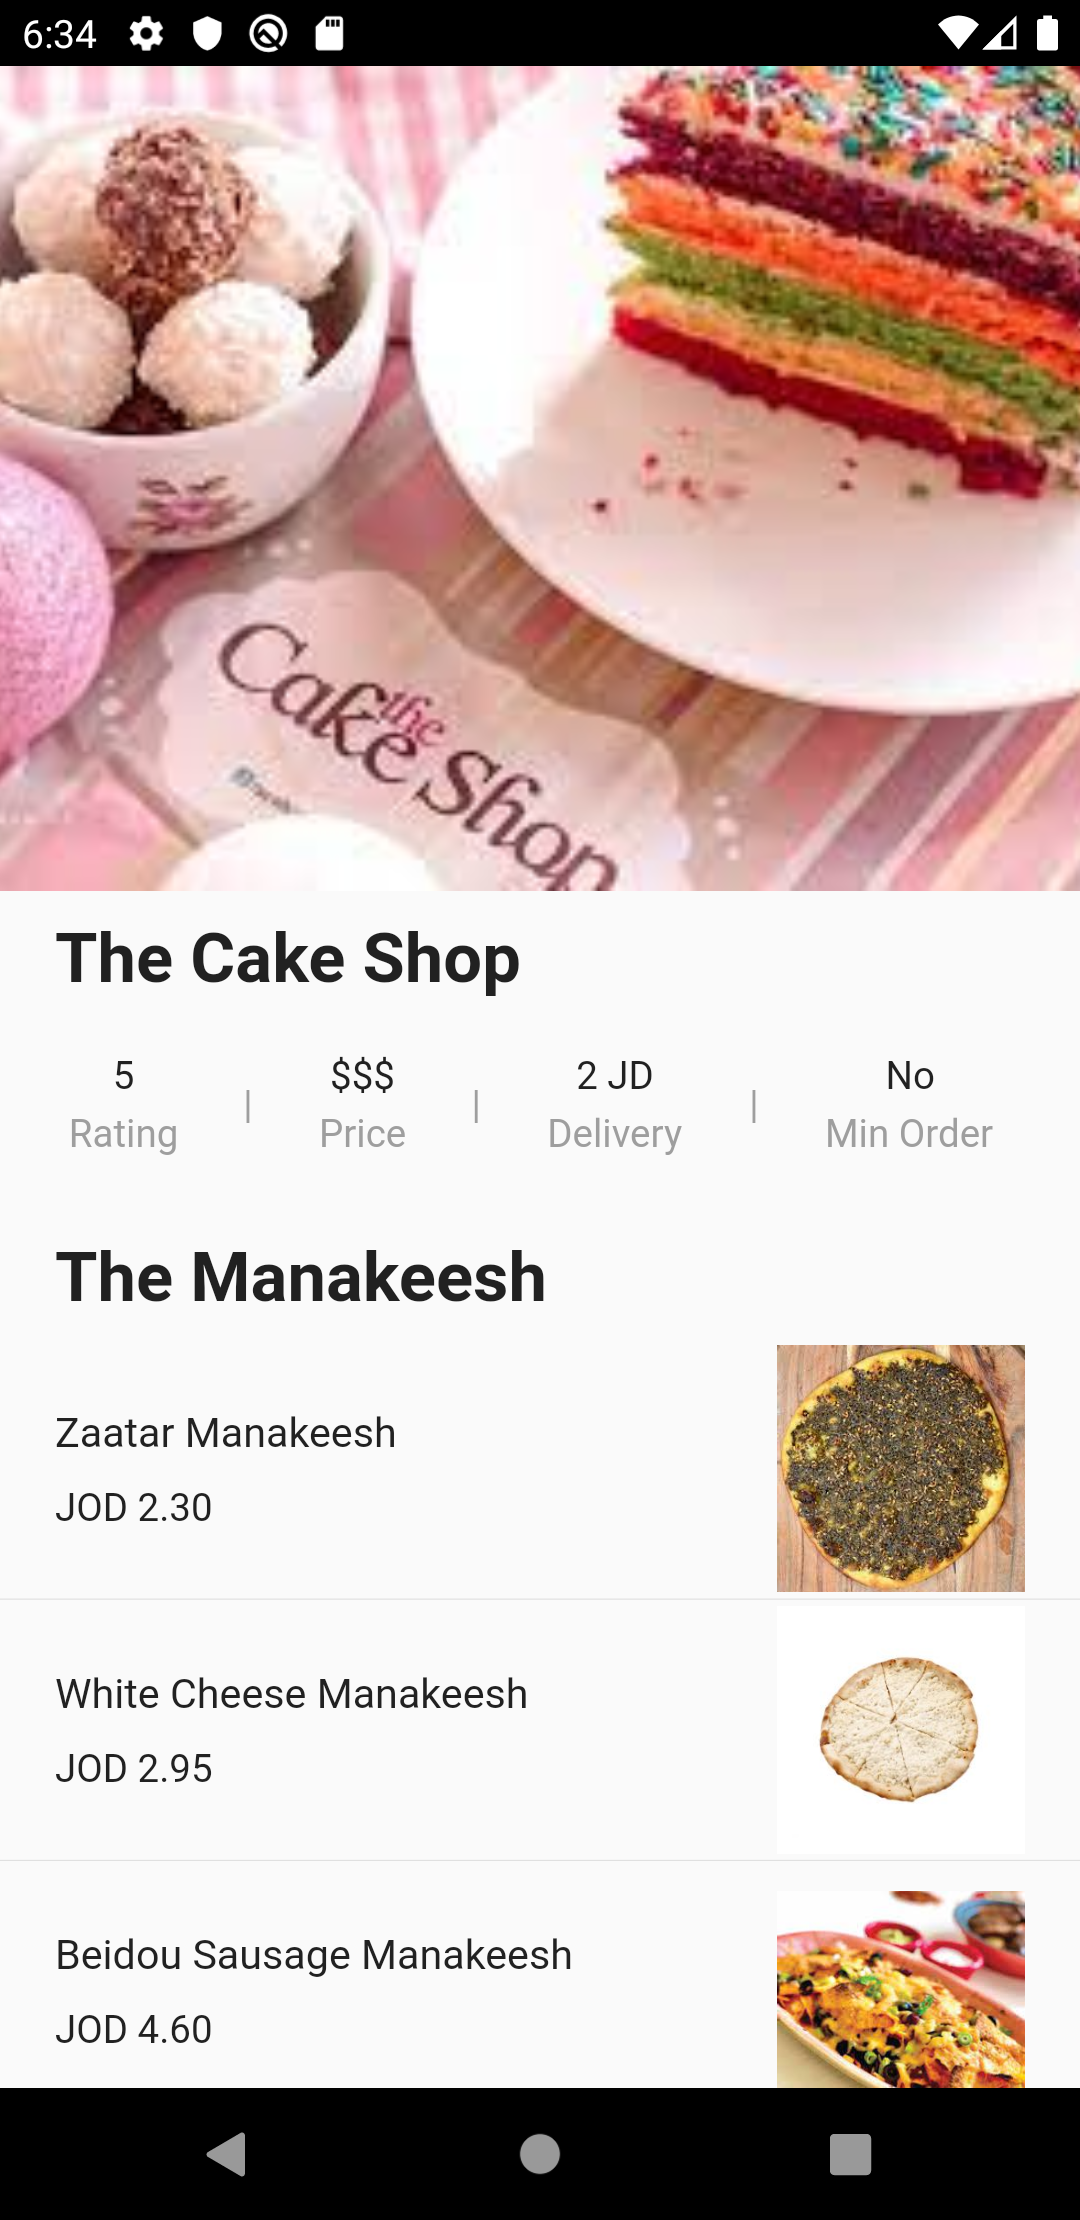 6:34
the
Cake Shop
The Cake Shop
5 $$$ 2 JD No
Rating | Price | Delivery | Min Order
The Manakeesh
Zaatar Manakeesh
JOD 2.30
White Cheese Manakeesh
JOD 2.95
Beidou Sausage Manakeesh
JOD 4.60